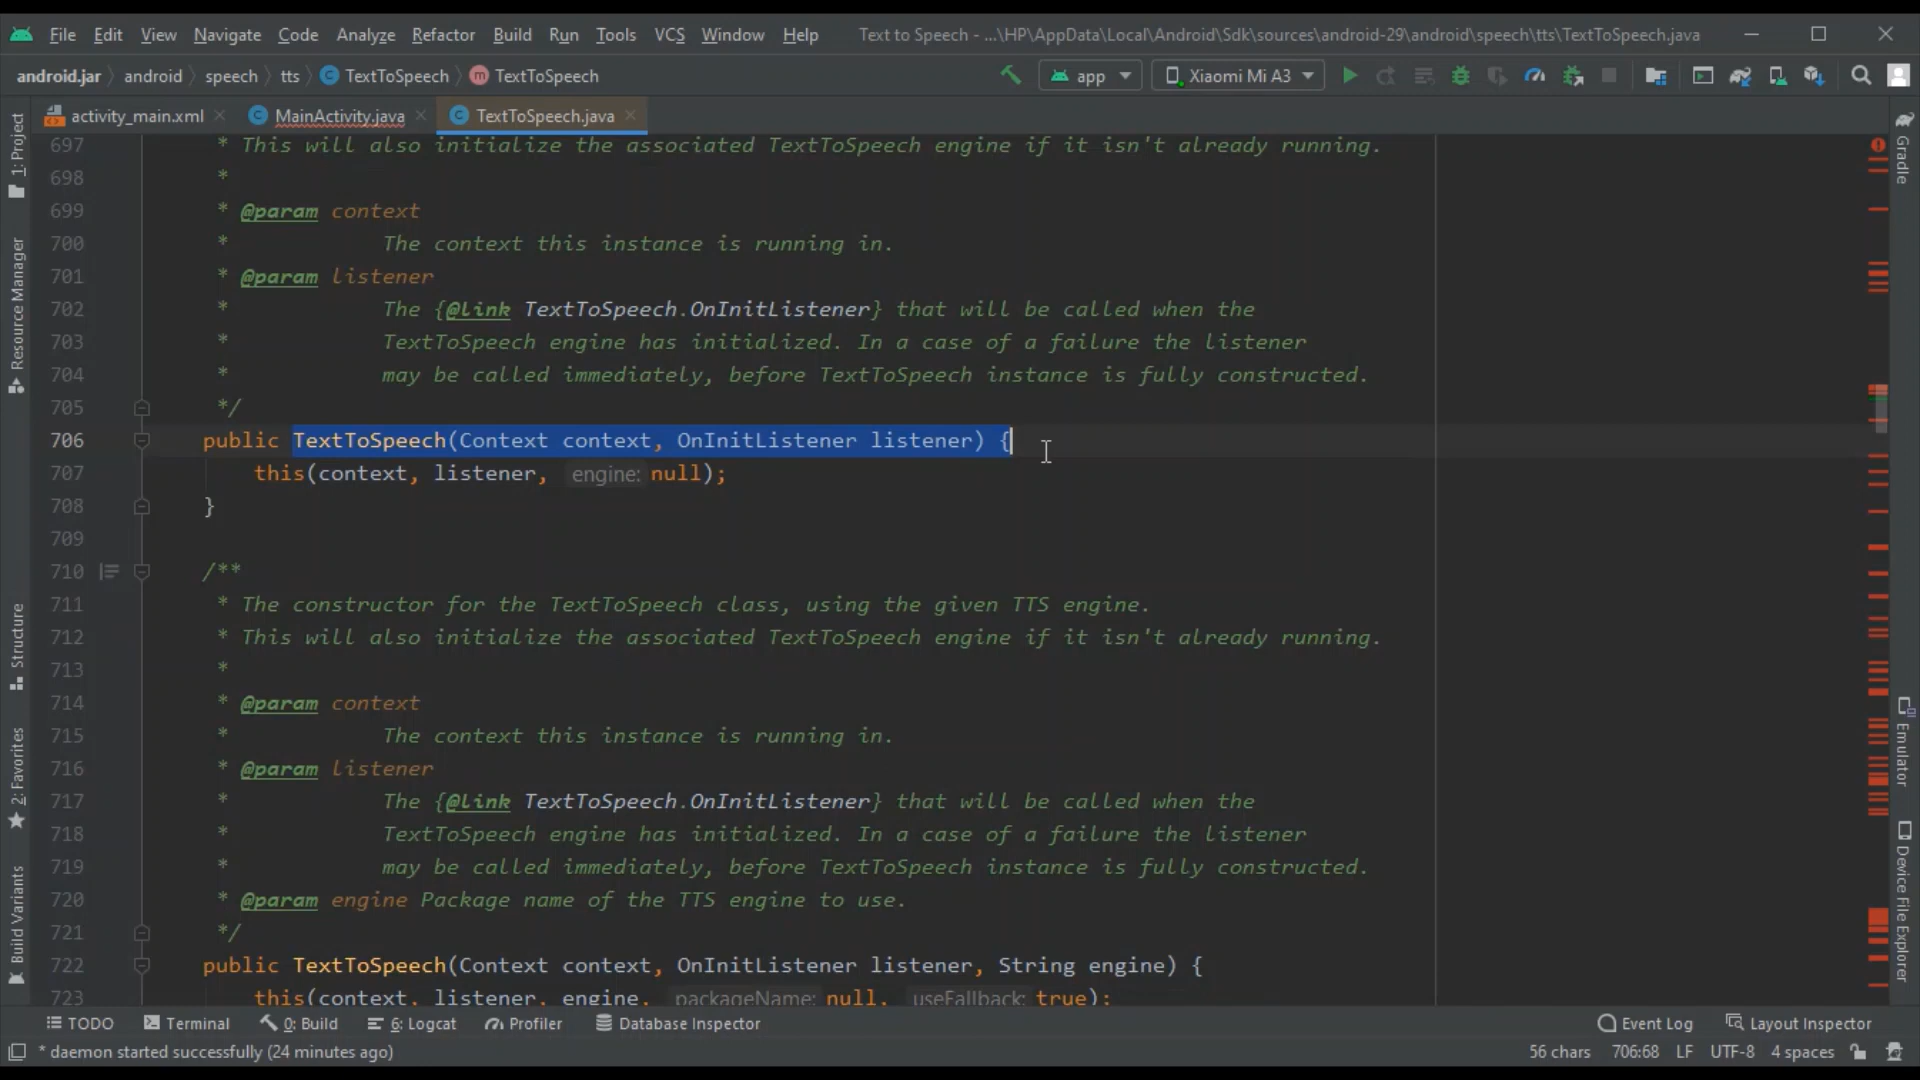 File Edit View Navigate Code Analyze Refactor Build Run Tools VCS Window Help Text to Speech - ...\HP\AppData\Local\Android\Sdk\sources\android-29\android\speech\tts\TextToSpeech.java
android.jar android speech tts TextToSpeech TextToSpeech app Xiaomi Mi A3
activity_main.xml MainActivity.java TextToSpeech.java
697 * This will also initialize the associated TextToSpeech engine if it isn't already running.
698 *
699 * @param context
700 * The context this instance is running in.
701 * @param listener
702 * The {@link TextToSpeech.OnInitListener} that will be called when the
703 * TextToSpeech engine has initialized. In a case of a failure the listener
704 * may be called immediately, before TextToSpeech instance is fully constructed.
705 */
706 public TextToSpeech(Context context, OnInitListener listener) {
707 this(context, listener, engine: null);
708 }
709
710 /**
711 * The constructor for the TextToSpeech class, using the given TTS engine.
712 * This will also initialize the associated TextToSpeech engine if it isn't already running.
713 *
714 * @param context
715 * The context this instance is running in.
716 * @param listener
717 * The {@link TextToSpeech.OnInitListener} that will be called when the
718 * TextToSpeech engine has initialized. In a case of a failure the listener
719 * may be called immediately, before TextToSpeech instance is fully constructed.
720 * @param engine Package name of the TTS engine to use.
721 */
722 public TextToSpeech(Context context, OnInitListener listener, String engine) {
723 this(context, listener, engine, packageName: null, useFallback: true);
1: Project
Resource Manager
Structure
2: Favorites
Build Variants
Gradle
Emulator
Device File Explorer
TODO Terminal 0: Build 6: Logcat Profiler Database Inspector Event Log Layout Inspector
* daemon started successfully (24 minutes ago) 56 chars 706:68 LF UTF-8 4 spaces